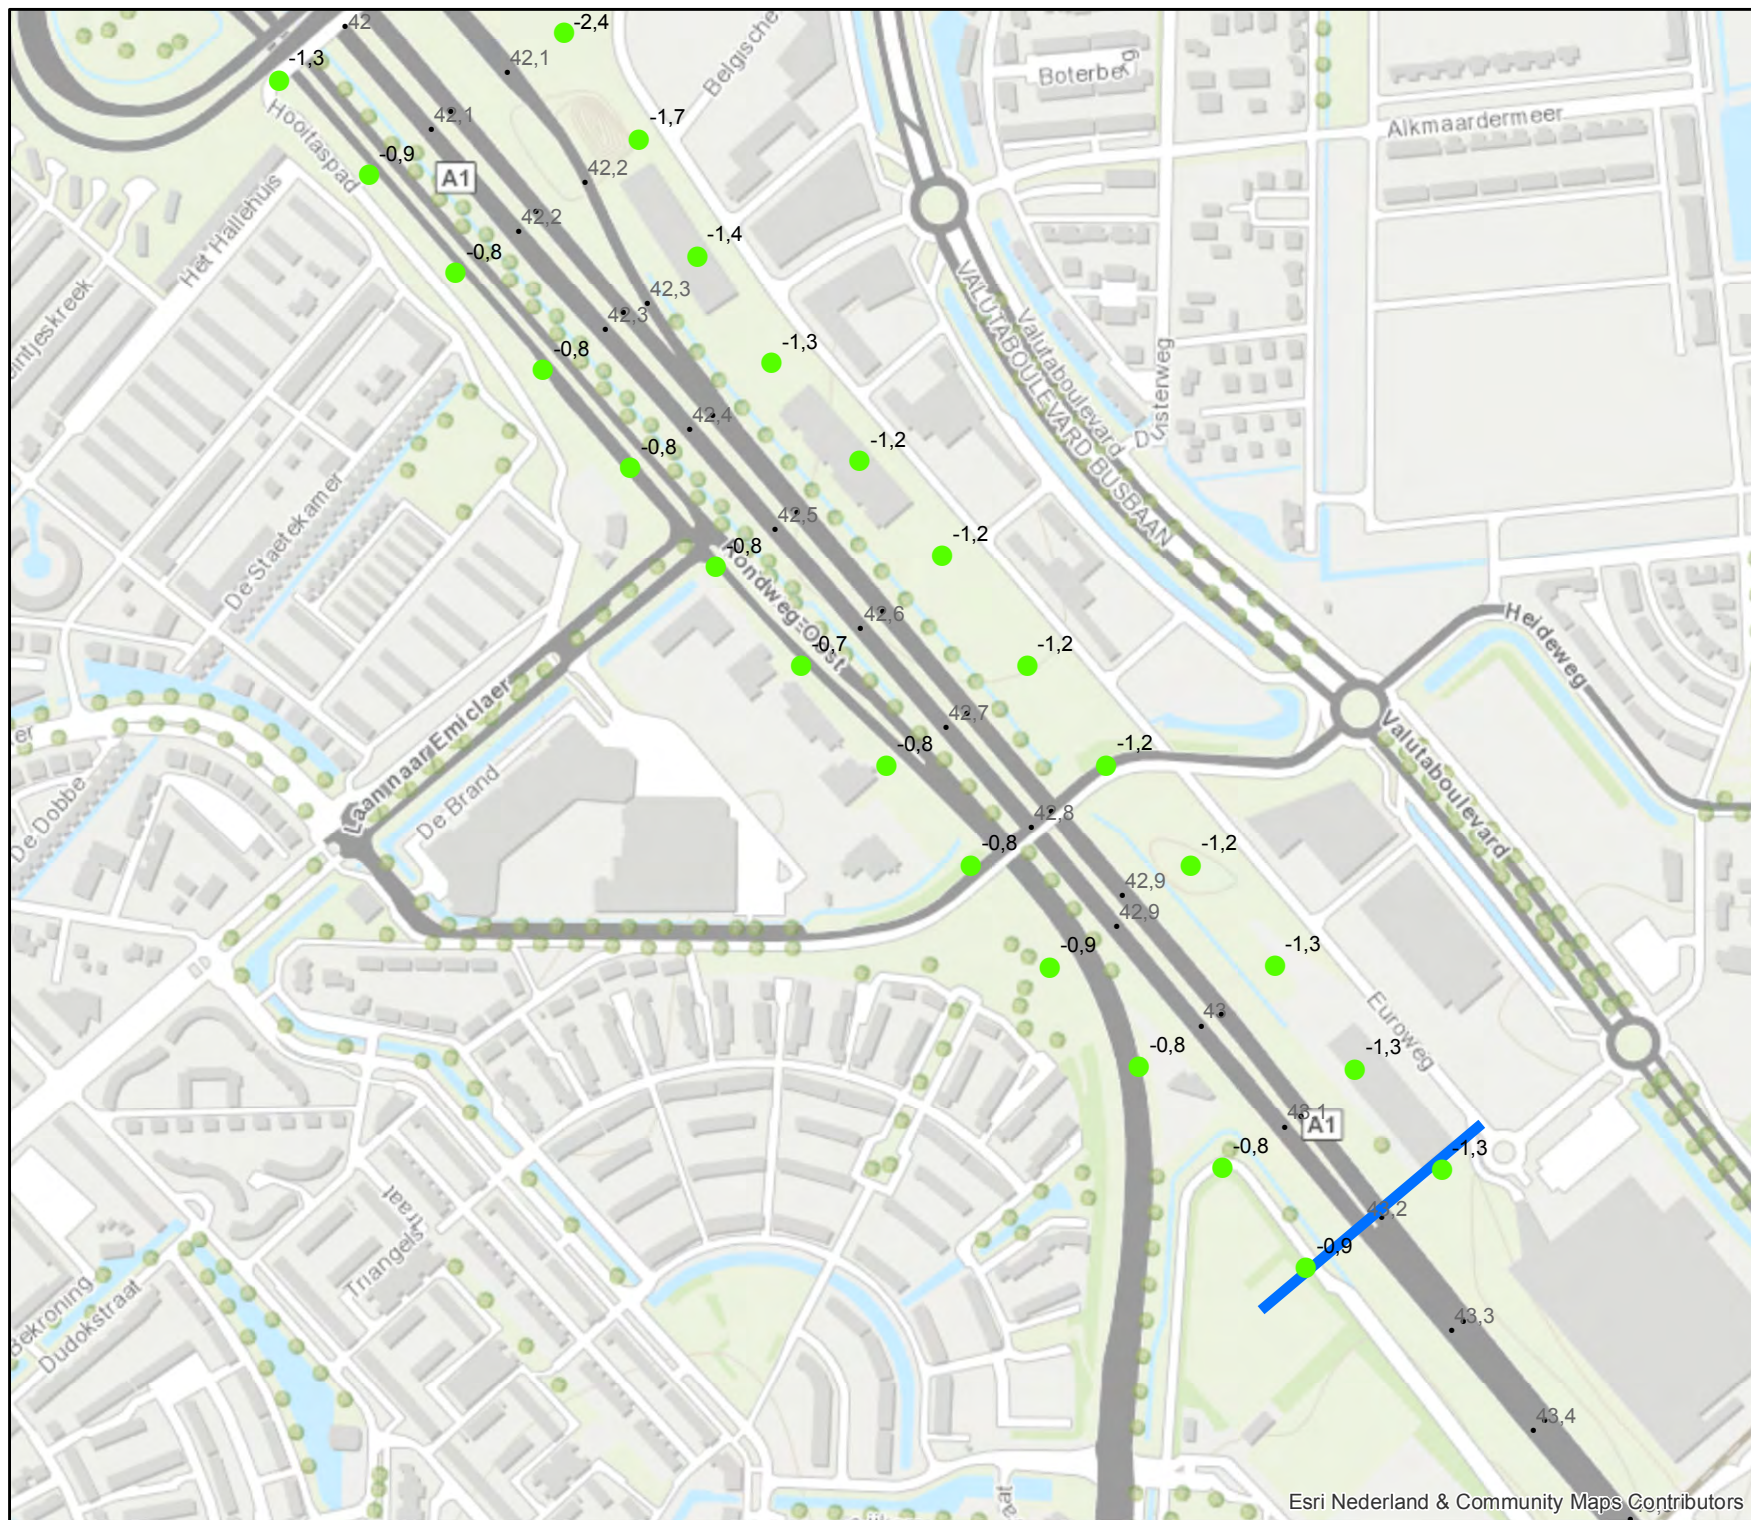 42
-2,4
-1,3
42,1
Belgische
Boterbe
Alkmaardermeer
42,1
-1,7
Hooitaspad
-0,9
A1
42,2
Het Hallehuis
42,2
-0,8
-1,4
42,3
42,3
-1,3
-0,8
VALUTABOULEVARD BUSBAAN
Valutaboulevard
Duisterweg
42,4
-0,8
-1,2
De Staetekamer
42,5
-0,8
-1,2
Rondweg-Oost
42,6
-0,7
-1,2
Heideweg
Laan naar Emiclaer
42,7
-0,8
-1,2
Valutaboulevard
De Brand
De Dobbe
42,8
-0,8
-1,2
42,9
42,9
-0,9
-1,3
43
Euroweg
-0,8
-1,3
43,1
A1
-0,8
-1,3
43,2
-0,9
Triangelstraat
Bekroning
Dudokstraat
43,3
43,4
Esri Nederland & Community Maps Contributors